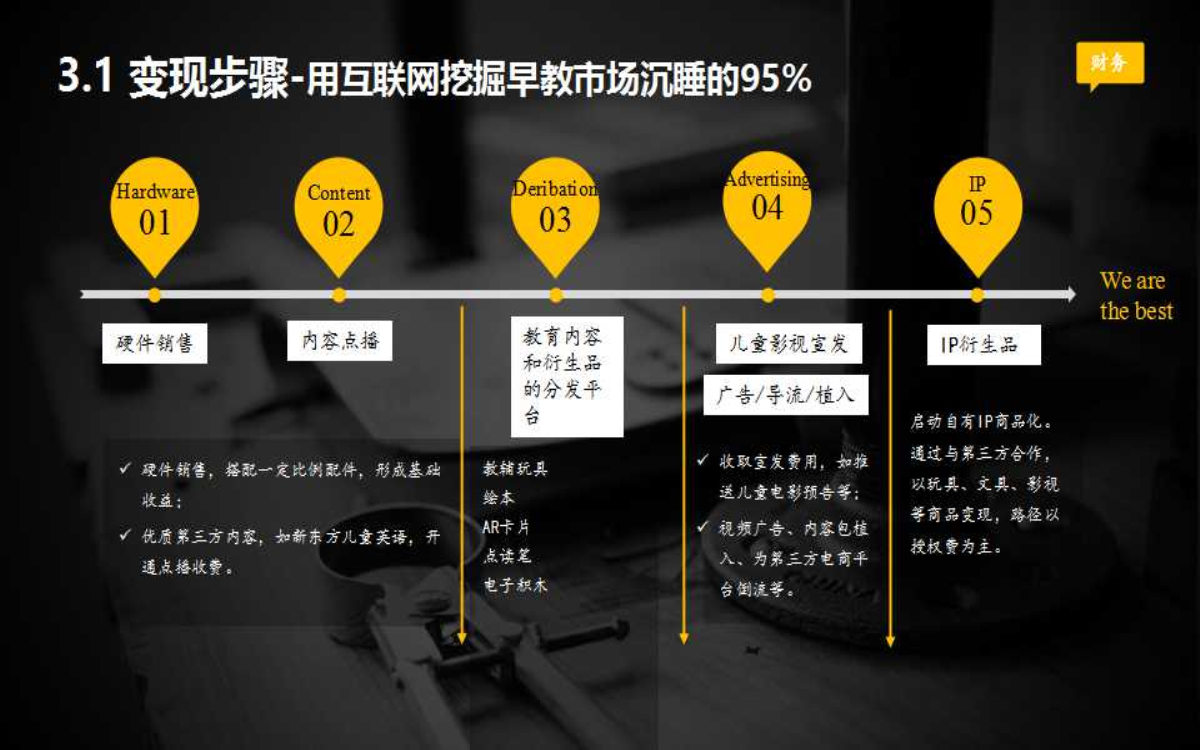 3.1 变现步骤-用互联网挖掘早教市场沉睡的95%
财务
Hardware
01
Content
02
Deribation
03
Advertising
04
IP
05
We are
the best
硬件销售
内容点播
教育内容
和衍生品
的分发平
台
儿童影视宣发
广告/导流/植入
IP衍生品
✓ 硬件销售，搭配一定比例配件，形成基础
收益；
✓ 优质第三方内容，如新东方儿童英语，开
通点播收费。
教辅玩具
绘本
AR卡片
点读笔
电子积木
✓ 收取宣发费用，如推
送儿童电影预告等；
✓ 视频广告、内容包植
入、为第三方电商平
台倒流等。
启动自有IP商品化。
通过与第三方合作，
以玩具、文具、影视
等商品变现，路径以
授权费为主。